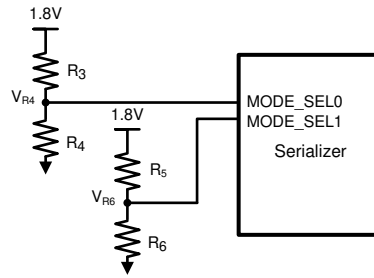 1.8V
R3
VR4
R4
1.8V
R5
VR6
R6
MODE_SEL0
MODE_SEL1
Serializer